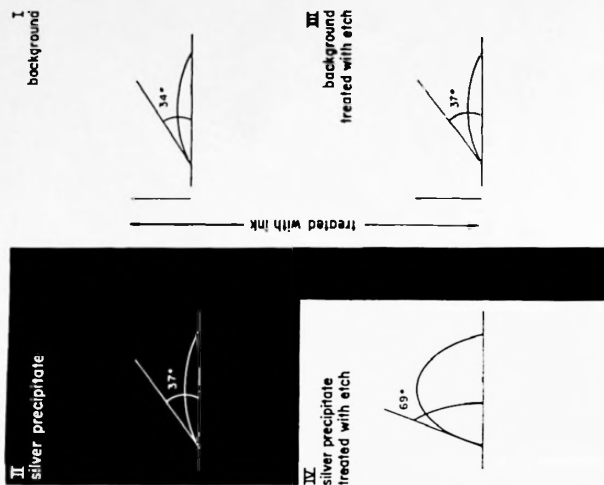 I
background
34°
III
background
treated with etch
37°
treated with ink
II
silver precipitate
37°
IV
silver precipitate
treated with etch
69°